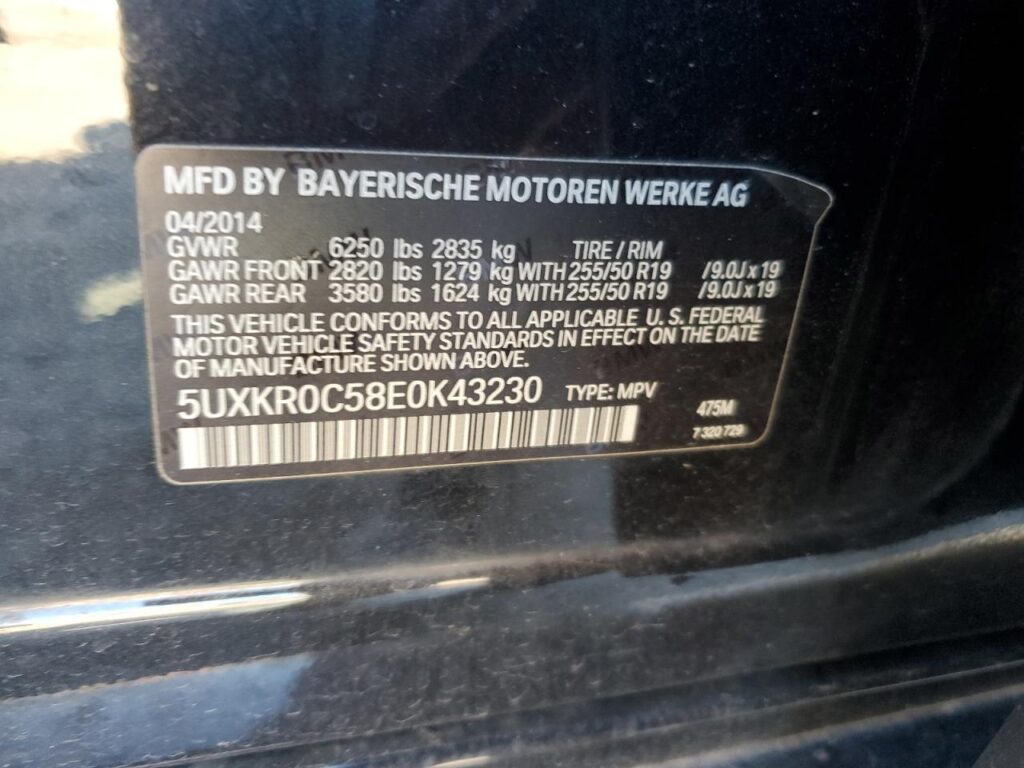 MFD BY BAYERISCHE MOTOREN WERKE AG
04/2014
GVWR 6250 lbs 2835 kg TIRE / RIM
GAWR FRONT 2820 lbs 1279 kg WITH 255/50 R19 /9.0J x 19
GAWR REAR 3580 lbs 1624 kg WITH 255/50 R19 /9.0J x 19
THIS VEHICLE CONFORMS TO ALL APPLICABLE U.S. FEDERAL
MOTOR VEHICLE SAFETY STANDARDS IN EFFECT ON THE DATE
OF MANUFACTURE SHOWN ABOVE.
5UXKR0C58E0K43230 TYPE: MPV
475M
7 320 729